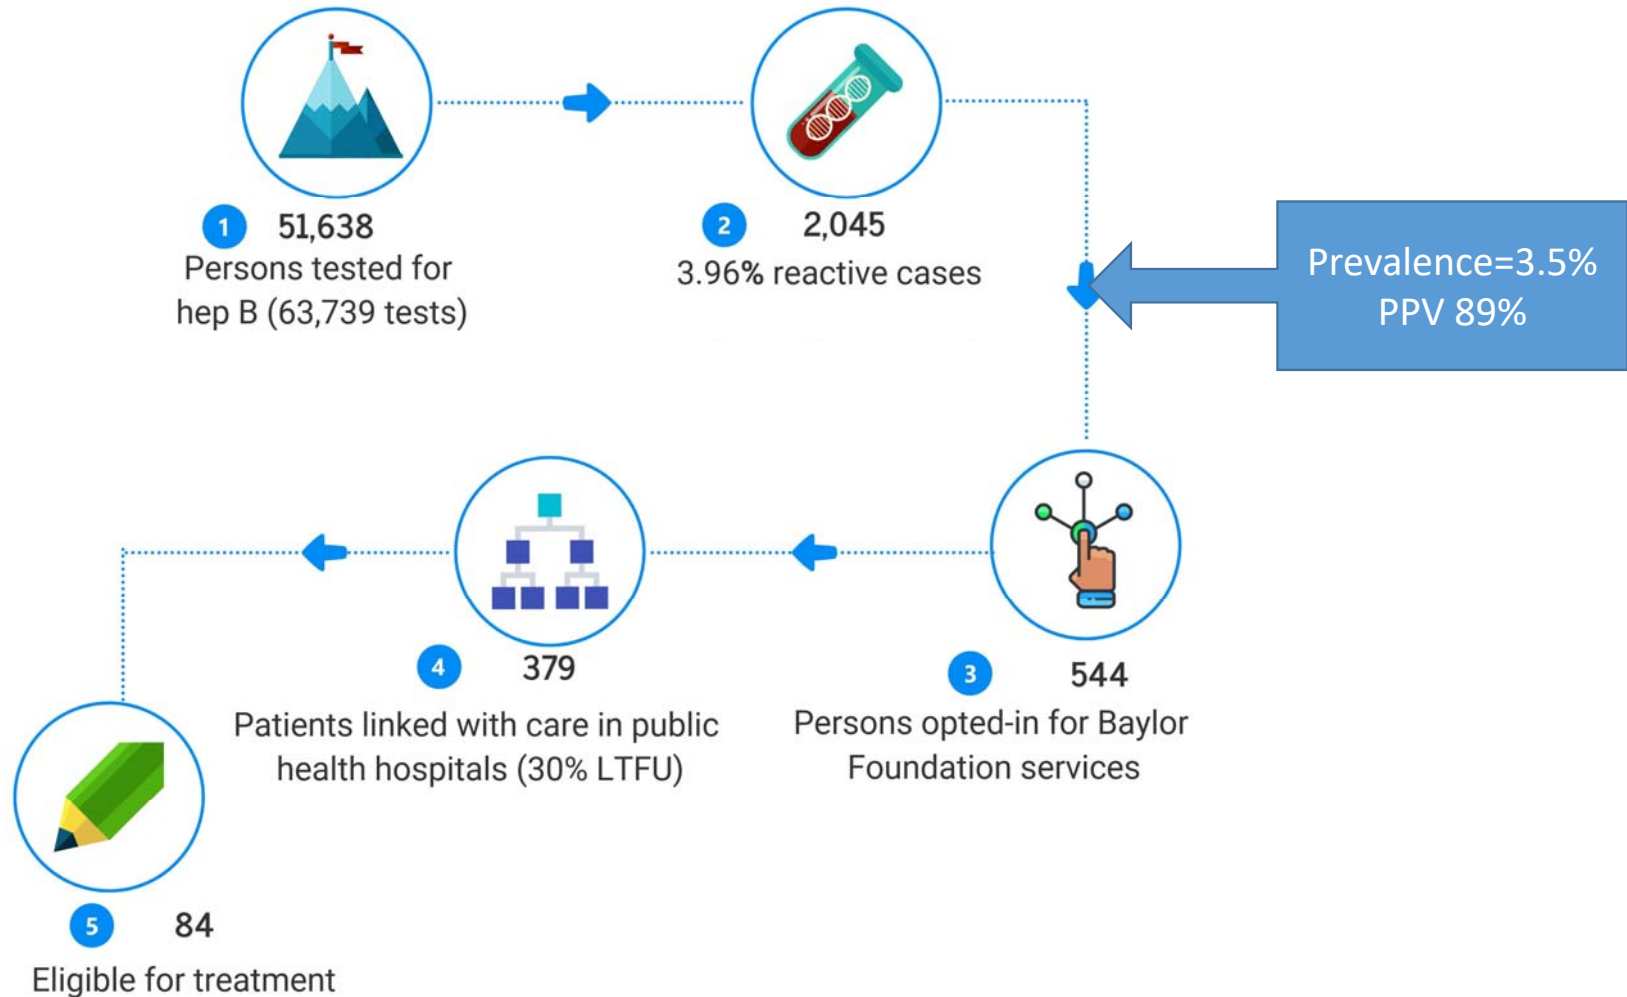 1 51,638
Persons tested for
hep B (63,739 tests)
2 2,045
3.96% reactive cases
Prevalence=3.5%
PPV 89%
3 544
Persons opted-in for Baylor
Foundation services
4 379
Patients linked with care in public
health hospitals (30% LTFU)
5 84
Eligible for treatment